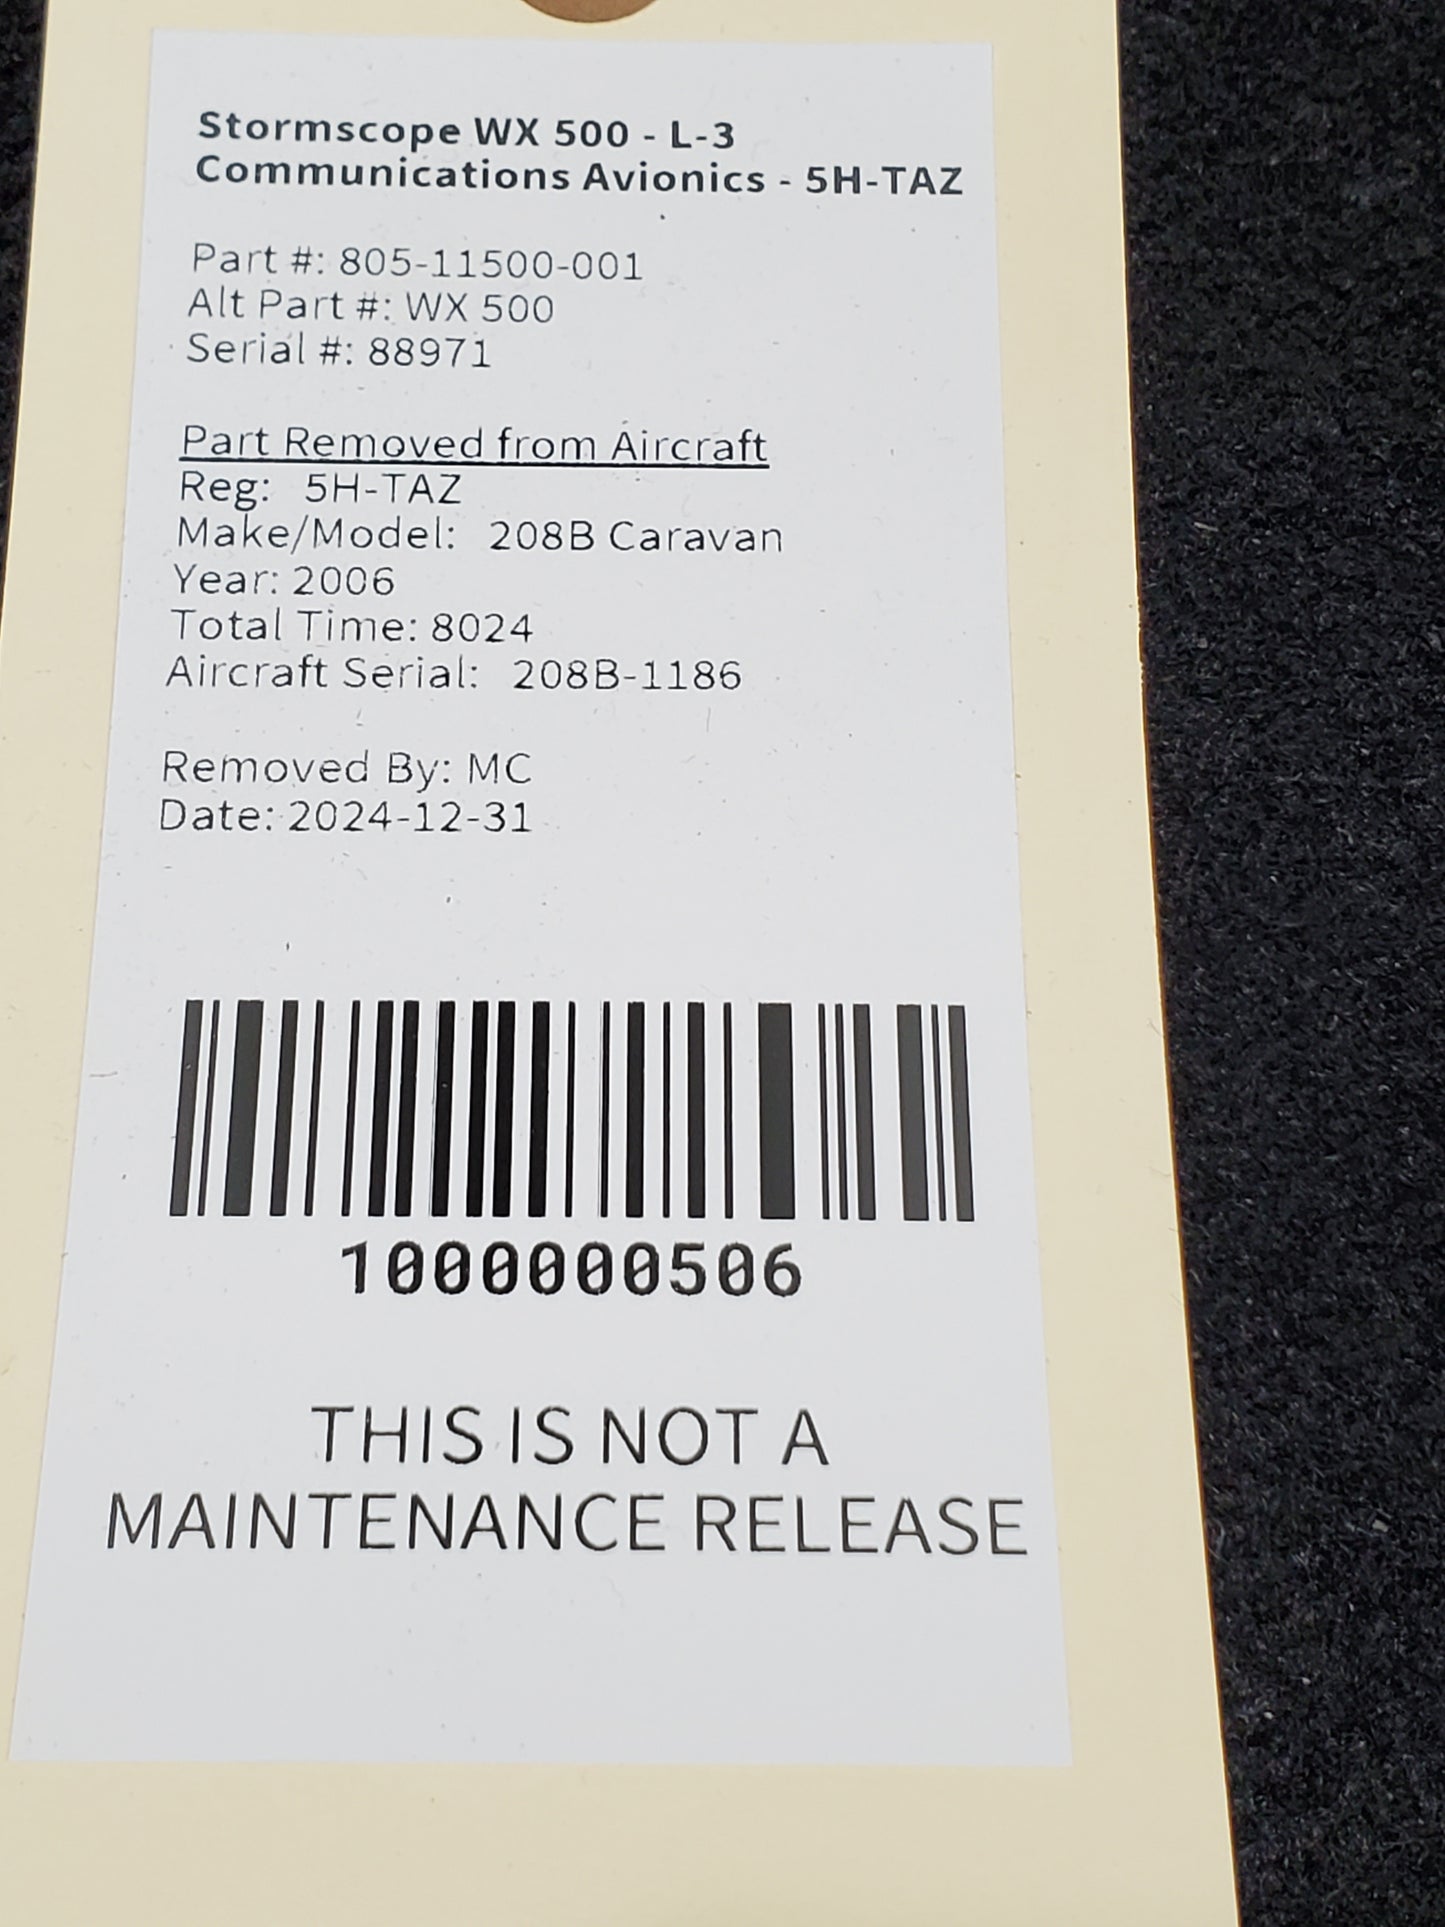 Stormscope WX 500 - L-3
Communications Avionics - 5H-TAZ
Part #: 805-11500-001
Alt Part #: WX 500
Serial #: 88971
Part Removed from Aircraft
Reg: 5H-TAZ
Make/Model: 208B Caravan
Year: 2006
Total Time: 8024
Aircraft Serial: 208B-1186
Removed By: MC
Date: 2024-12-31
1000000506
THIS IS NOT A
MAINTENANCE RELEASE